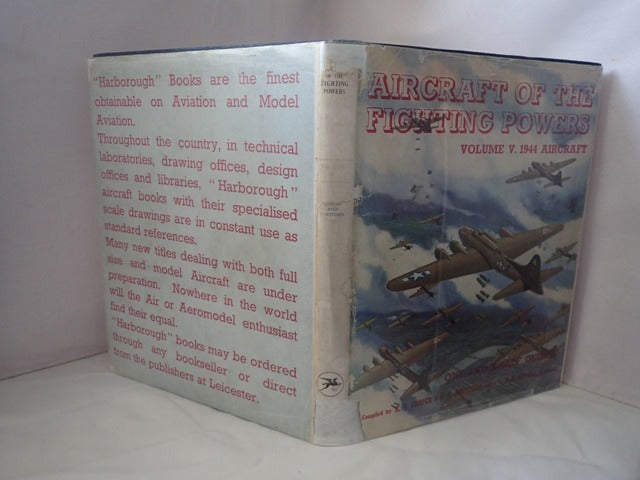 "Harborough" Books are the finest
obtainable on Aviation and Model
Aviation.
Throughout the country, in technical
laboratories, drawing offices, design
offices and libraries, "Harborough"
aircraft books with their specialised
scale drawings are in constant use as
standard references.
Many new titles dealing with both full
size and model Aircraft are under
preparation. Nowhere in the world
will the Air or Aeromodel enthusiast
find their equal.
"Harborough" books may be ordered
through any bookseller or direct
from the publishers at Leicester.
OF THE
FIGHTING
POWERS
AIRCRAFT OF THE
FIGHTING POWERS
VOLUME V. 1944 AIRCRAFT
Compiled by H. J. COOPER